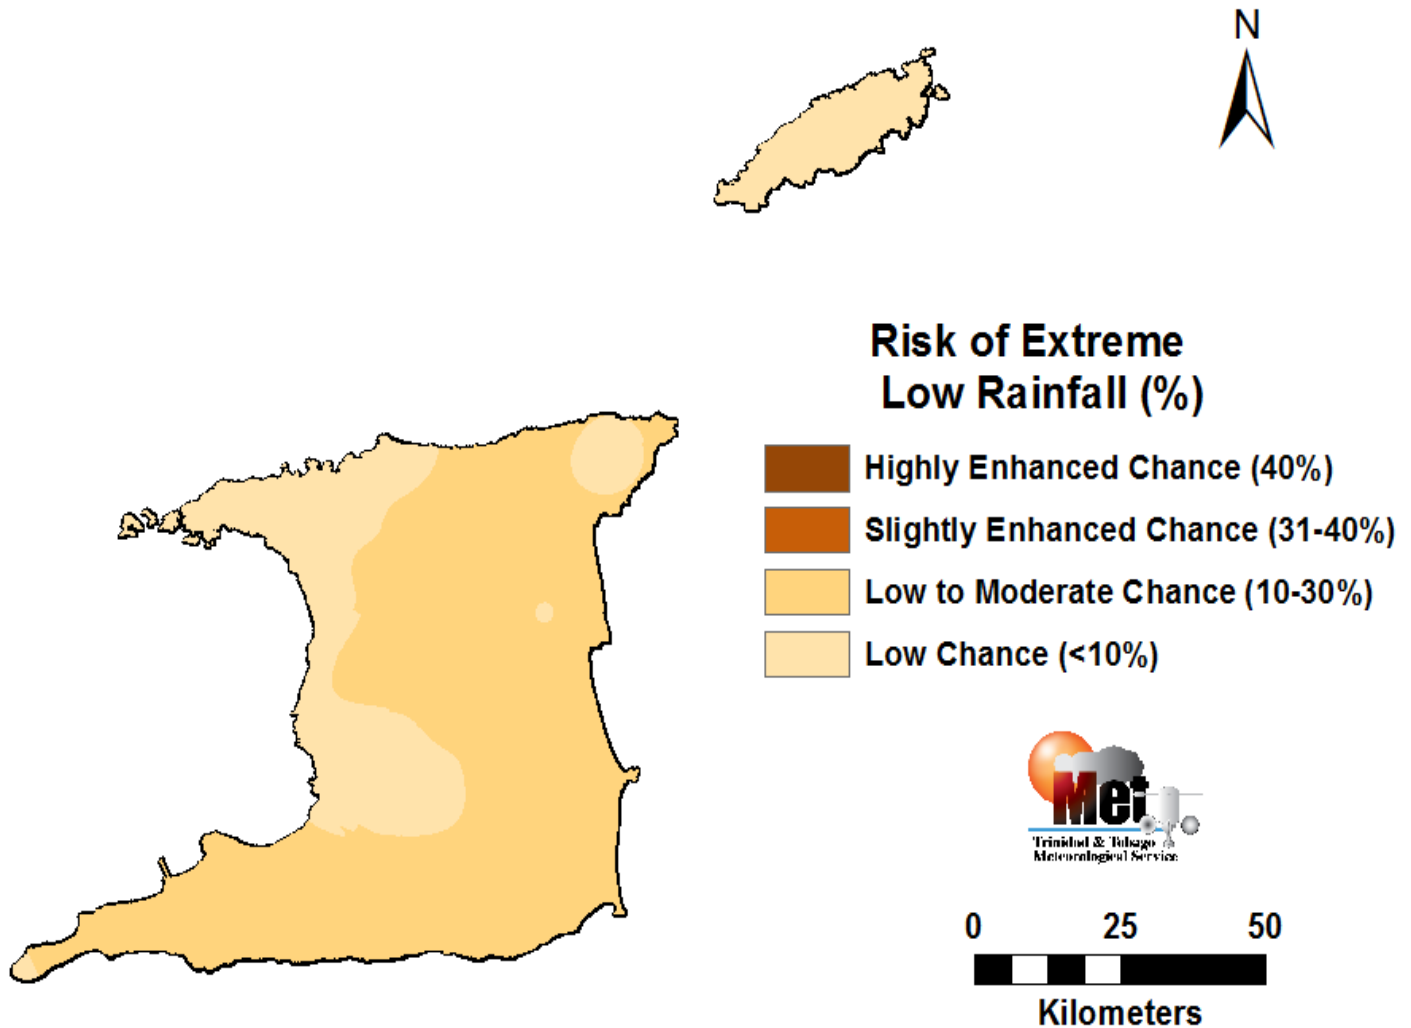 N
Risk of Extreme
Low Rainfall (%)
Highly Enhanced Chance (40%)
Slightly Enhanced Chance (31-40%)
Low to Moderate Chance (10-30%)
Low Chance (<10%)
Met
Trinidad & Tobago
Meteorological Service
0 25 50
Kilometers